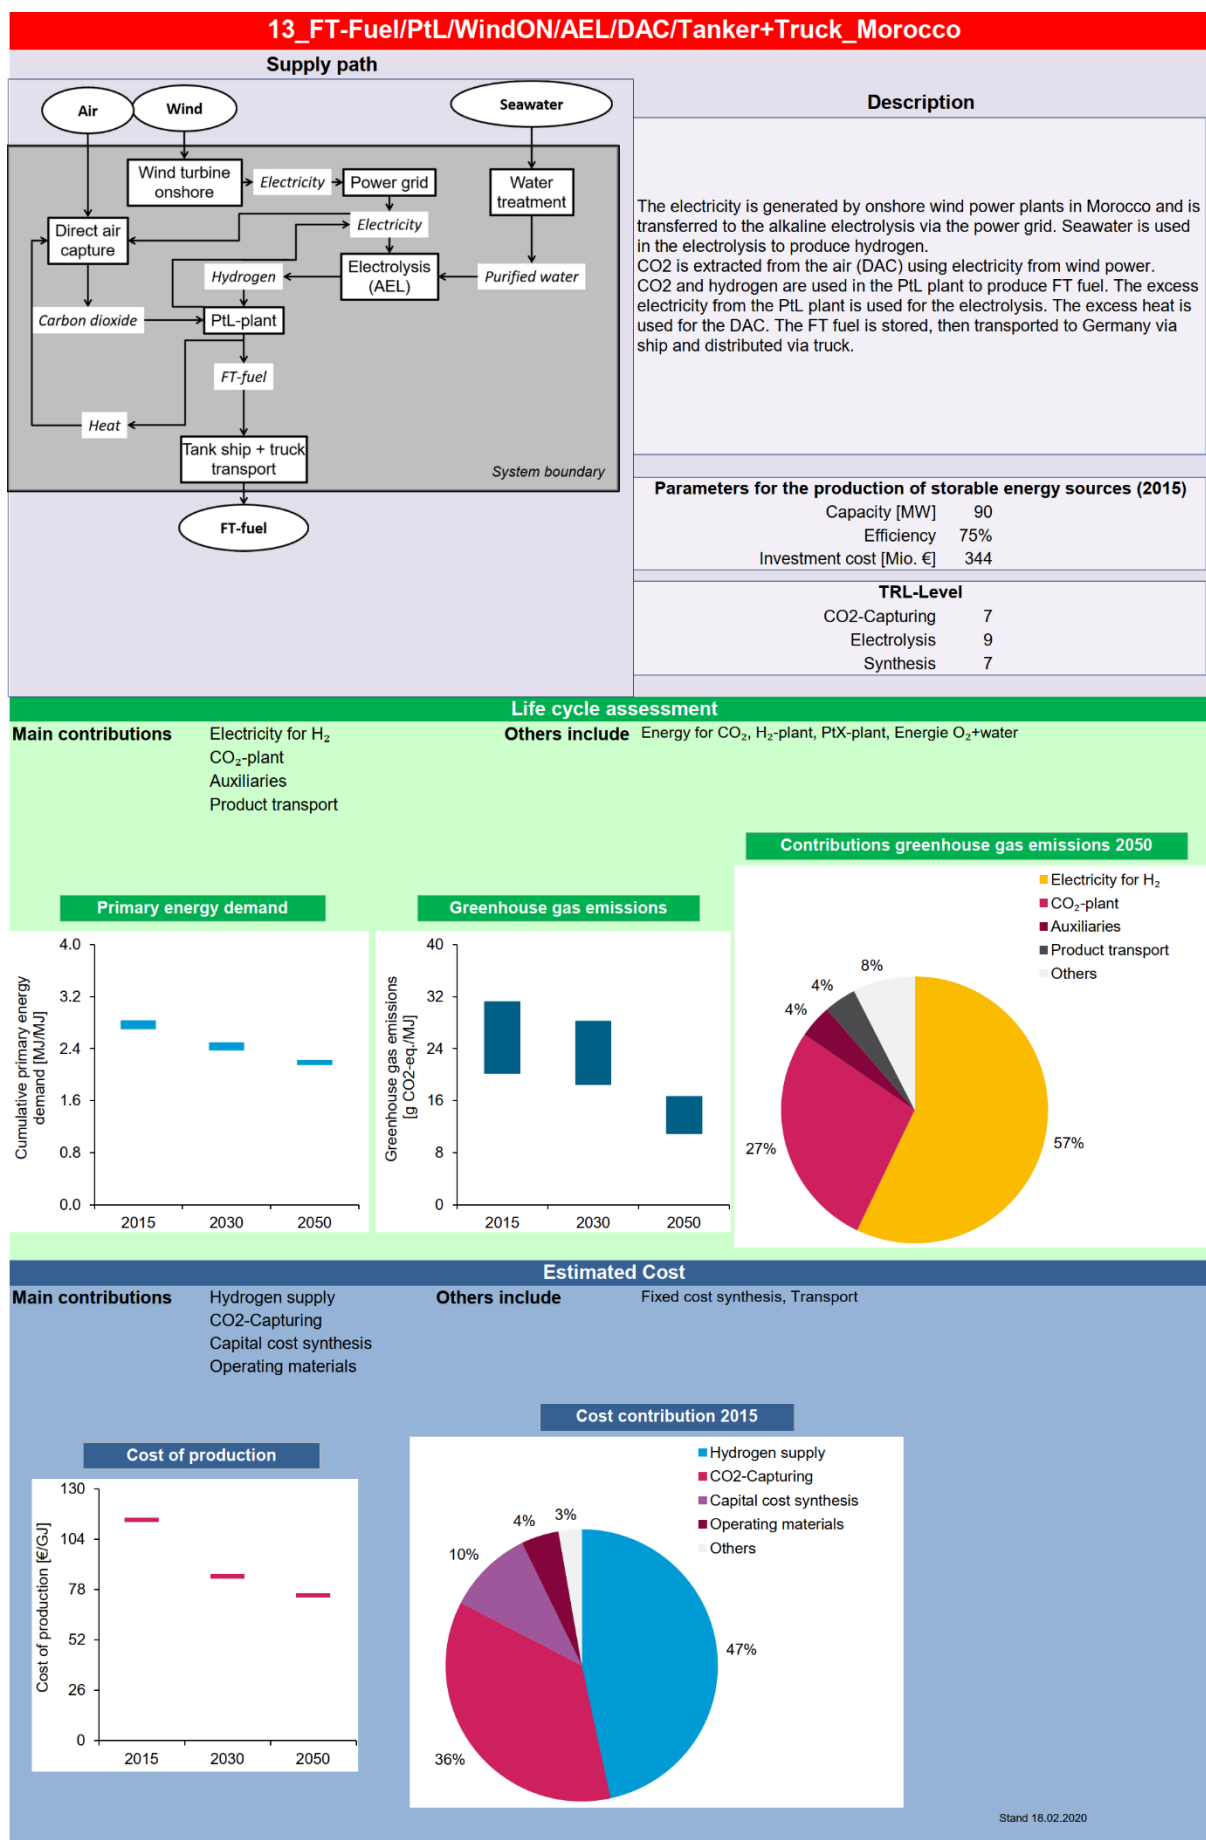 13_FT-Fuel/PtL/WindON/AEL/DAC/Tanker+Truck_Morocco
Supply path
Air
Wind
Seawater
Wind turbine
onshore
Electricity
Power grid
Water
treatment
Direct air
capture
Electricity
Hydrogen
Electrolysis
(AEL)
Purified water
Carbon dioxide
PtL-plant
FT-fuel
Heat
Tank ship + truck
transport
System boundary
FT-fuel
Description
The electricity is generated by onshore wind power plants in Morocco and is
transferred to the alkaline electrolysis via the power grid. Seawater is used
in the electrolysis to produce hydrogen.
CO2 is extracted from the air (DAC) using electricity from wind power.
CO2 and hydrogen are used in the PtL plant to produce FT fuel. The excess
electricity from the PtL plant is used for the electrolysis. The excess heat is
used for the DAC. The FT fuel is stored, then transported to Germany via
ship and distributed via truck.
Parameters for the production of storable energy sources (2015)
Capacity [MW] 90
Efficiency 75%
Investment cost [Mio. €] 344
TRL-Level
CO2-Capturing 7
Electrolysis 9
Synthesis 7
Life cycle assessment
Main contributions
Electricity for H₂
CO₂-plant
Auxiliaries
Product transport
Others include
Energy for CO₂, H₂-plant, PtX-plant, Energie O₂+water
Primary energy demand
Cumulative primary energy
demand [MJ/MJ]
4.0
3.2
2.4
1.6
0.8
0.0
2015 2030 2050
Greenhouse gas emissions
Greenhouse gas emissions
[g CO2-eq./MJ]
40
32
24
16
8
0
2015 2030 2050
Contributions greenhouse gas emissions 2050
Electricity for H₂
CO₂-plant
Auxiliaries
Product transport
Others
8%
4%
4%
27%
57%
Estimated Cost
Main contributions
Hydrogen supply
CO2-Capturing
Capital cost synthesis
Operating materials
Others include
Fixed cost synthesis, Transport
Cost of production
Cost of production [€/GJ]
130
104
78
52
26
0
2015 2030 2050
Cost contribution 2015
Hydrogen supply
CO2-Capturing
Capital cost synthesis
Operating materials
Others
3%
4%
10%
47%
36%
Stand 18.02.2020